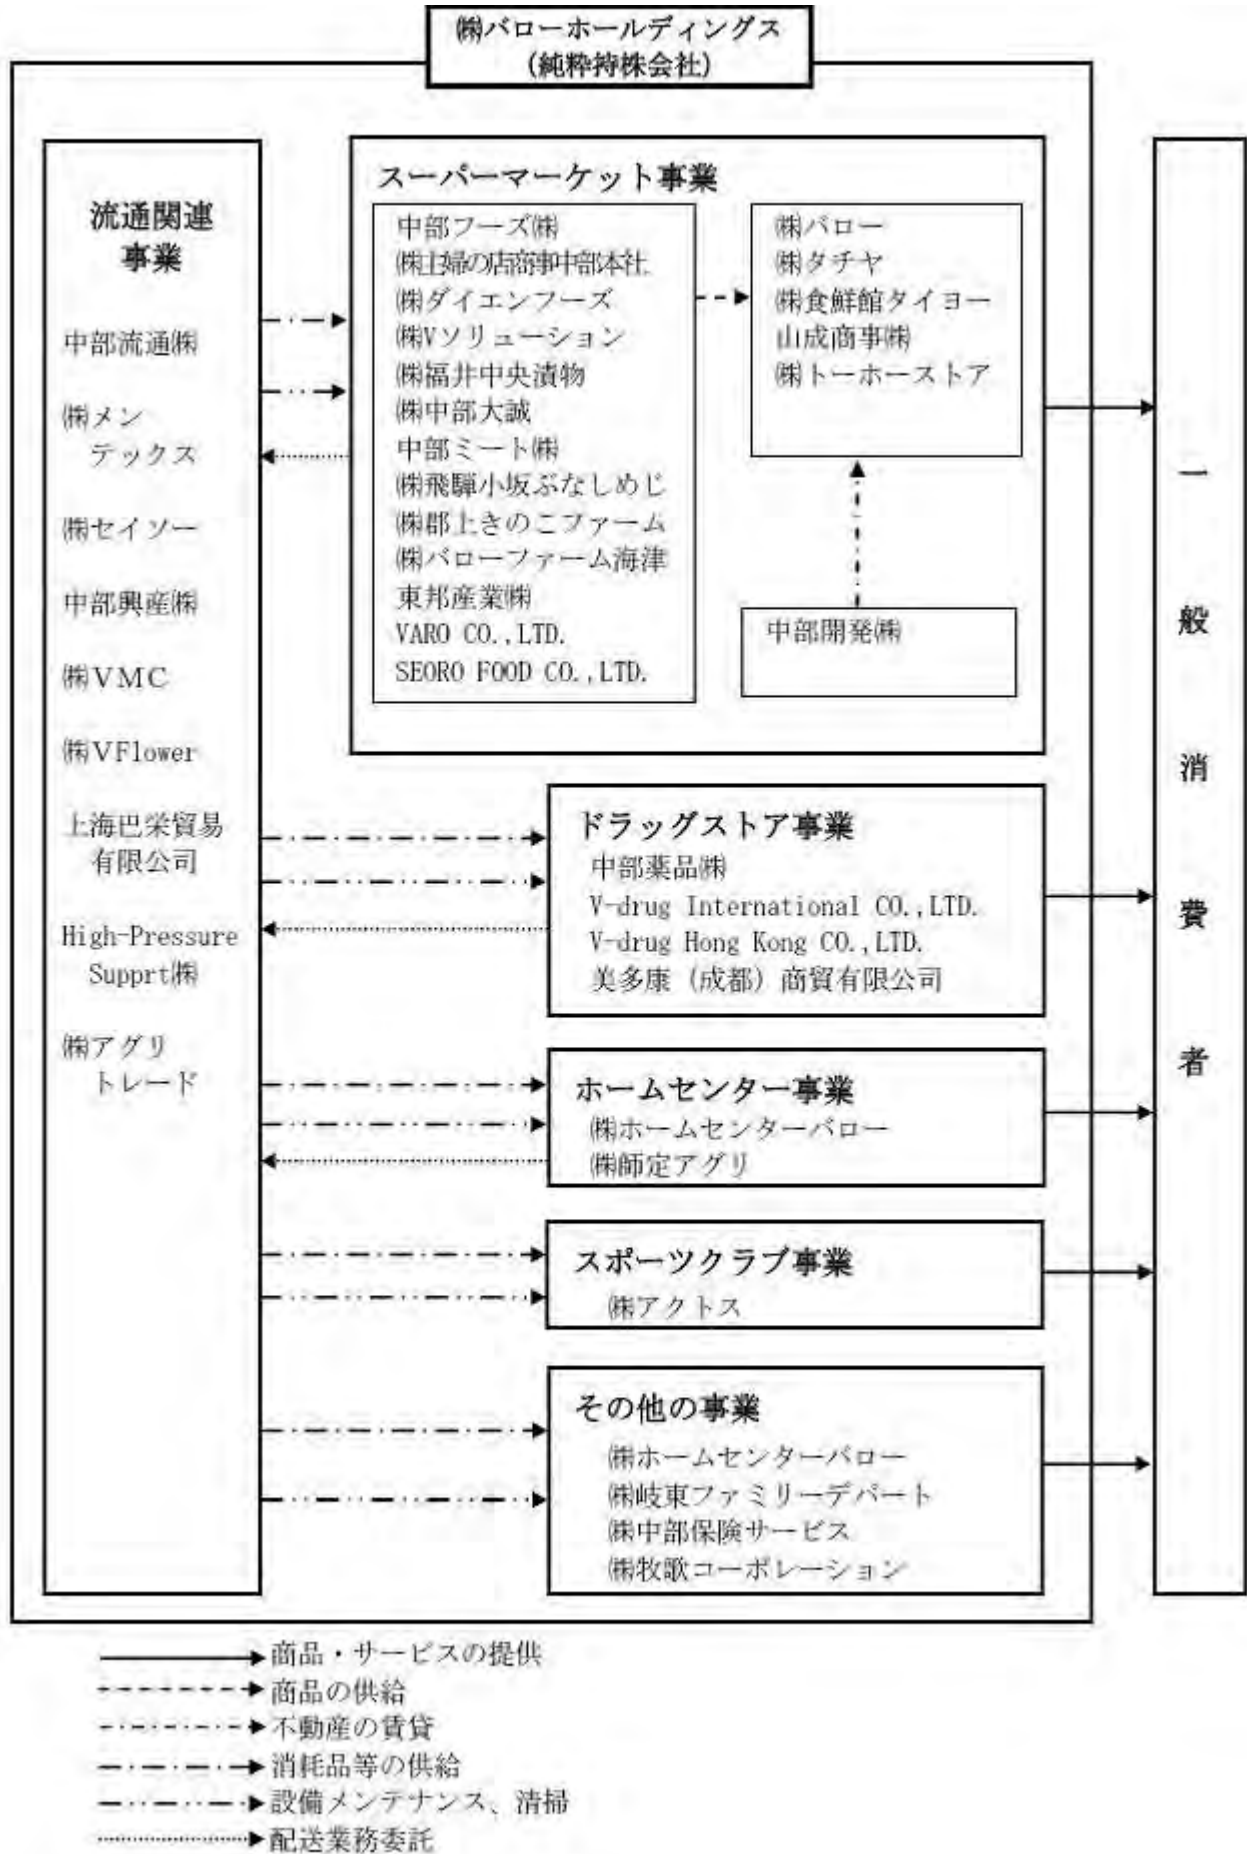 ㈱バローホールディングス
(純粋持株会社)
流通関連
事業
中部流通㈱
㈱メン
テックス
㈱セイソー
中部興産㈱
㈱VMC
㈱VFlower
上海巴栄貿易
有限公司
High-Pressure
Supprt㈱
㈱アグリ
トレード
スーパーマーケット事業
中部フーズ㈱
㈱主婦の店商事中部本社
㈱ダイエンフーズ
㈱Vソリューション
㈱福井中央漬物
㈱中部大誠
中部ミート㈱
㈱飛騨小坂ぶなしめじ
㈱郡上きのこファーム
㈱バローファーム海津
東邦産業㈱
VARO CO.,LTD.
SEORO FOOD CO.,LTD.
㈱バロー
㈱タチヤ
㈱食鮮館タイヨー
山成商事㈱
㈱トーホーストア
中部開発㈱
ドラッグストア事業
中部薬品㈱
V-drug International CO.,LTD.
V-drug Hong Kong CO.,LTD.
美多康（成都）商貿有限公司
ホームセンター事業
㈱ホームセンターバロー
㈱師定アグリ
スポーツクラブ事業
㈱アクトス
その他の事業
㈱ホームセンターバロー
㈱岐東ファミリーデパート
㈱中部保険サービス
㈱牧歌コーポレーション
一般消費者
商品・サービスの提供
商品の供給
不動産の賃貸
消耗品等の供給
設備メンテナンス、清掃
配送業務委託